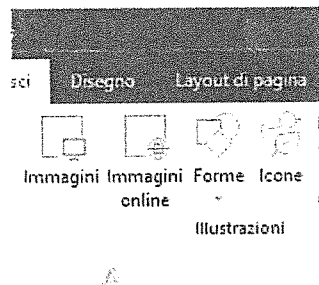 sci Disegno Layout di pagina
Immagini Immagini online Forme Icone
Illustrazioni